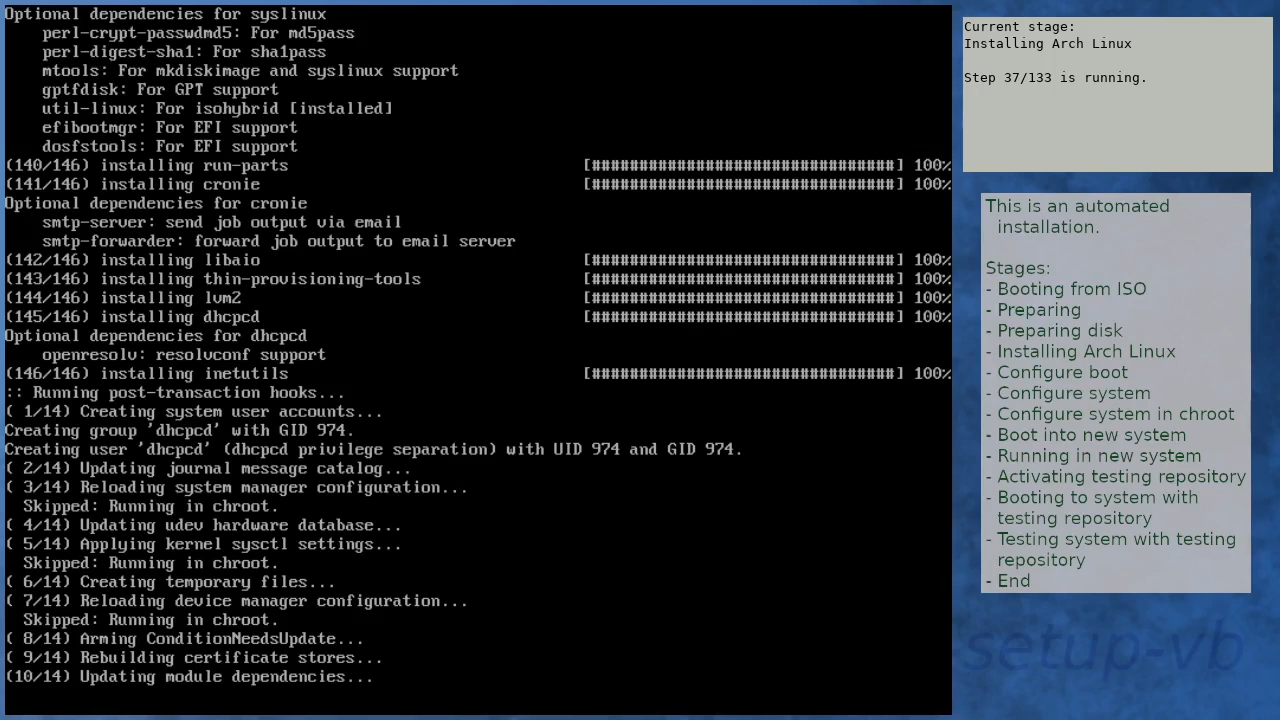 Optional dependencies for syslinux
perl-crypt-passwdmd5: For md5pass
perl-digest-sha1: For sha1pass
mtools: For mkdiskimage and syslinux support
gptfdisk: For GPT support
util-linux: For isohybrid [installed]
efibootmgr: For EFI support
dosfstools: For EFI support
(140/146) installing run-parts [################################] 100%
(141/146) installing cronie [################################] 100%
Optional dependencies for cronie
smtp-server: send job output via email
smtp-forwarder: forward job output to email server
(142/146) installing libaio [################################] 100%
(143/146) installing thin-provisioning-tools [################################] 100%
(144/146) installing lvm2 [################################] 100%
(145/146) installing dhcpcd [################################] 100%
Optional dependencies for dhcpcd
openresolv: resolvconf support
(146/146) installing inetutils [################################] 100%
:: Running post-transaction hooks...
( 1/14) Creating system user accounts...
Creating group 'dhcpcd' with GID 974.
Creating user 'dhcpcd' (dhcpcd privilege separation) with UID 974 and GID 974.
( 2/14) Updating journal message catalog...
( 3/14) Reloading system manager configuration...
Skipped: Running in chroot.
( 4/14) Updating udev hardware database...
( 5/14) Applying kernel sysctl settings...
Skipped: Running in chroot.
( 6/14) Creating temporary files...
( 7/14) Reloading device manager configuration...
Skipped: Running in chroot.
( 8/14) Arming ConditionNeedsUpdate...
( 9/14) Rebuilding certificate stores...
(10/14) Updating module dependencies...
Current stage:
Installing Arch Linux
Step 37/133 is running.
This is an automated
installation.
Stages:
- Booting from ISO
- Preparing
- Preparing disk
- Installing Arch Linux
- Configure boot
- Configure system
- Configure system in chroot
- Boot into new system
- Running in new system
- Activating testing repository
- Booting to system with
testing repository
- Testing system with testing
repository
- End
setup-vb